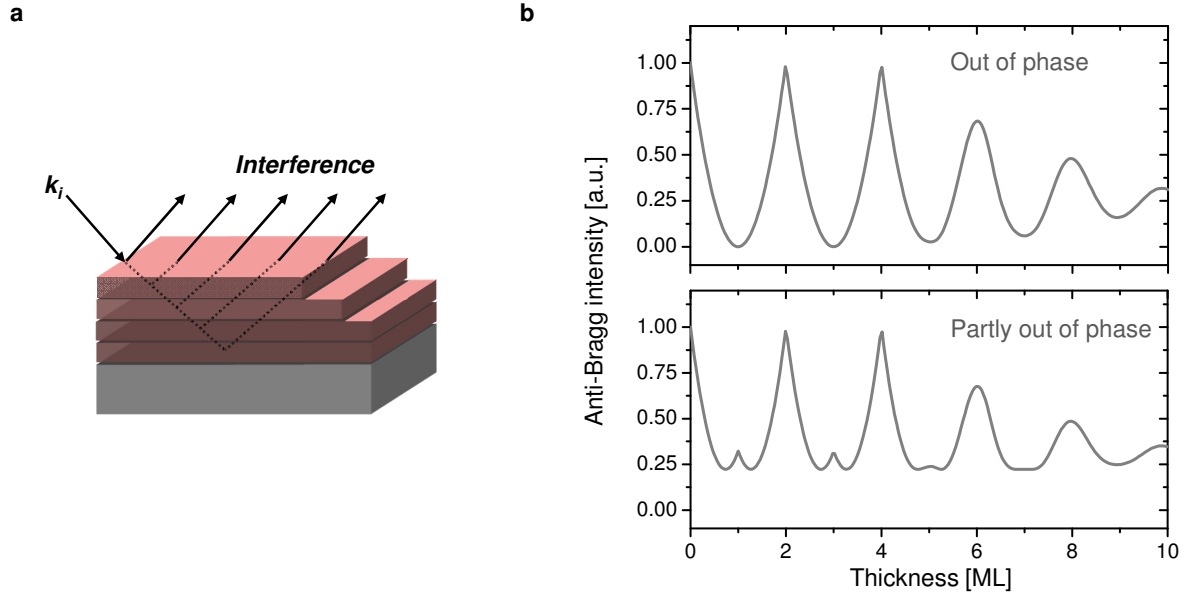 a
Interference
k_i
b
Out of phase
1.00
0.75
0.50
0.25
0.00
Partly out of phase
1.00
0.75
0.50
0.25
0.00
Anti-Bragg intensity [a.u.]
0 2 4 6 8 10
Thickness [ML]